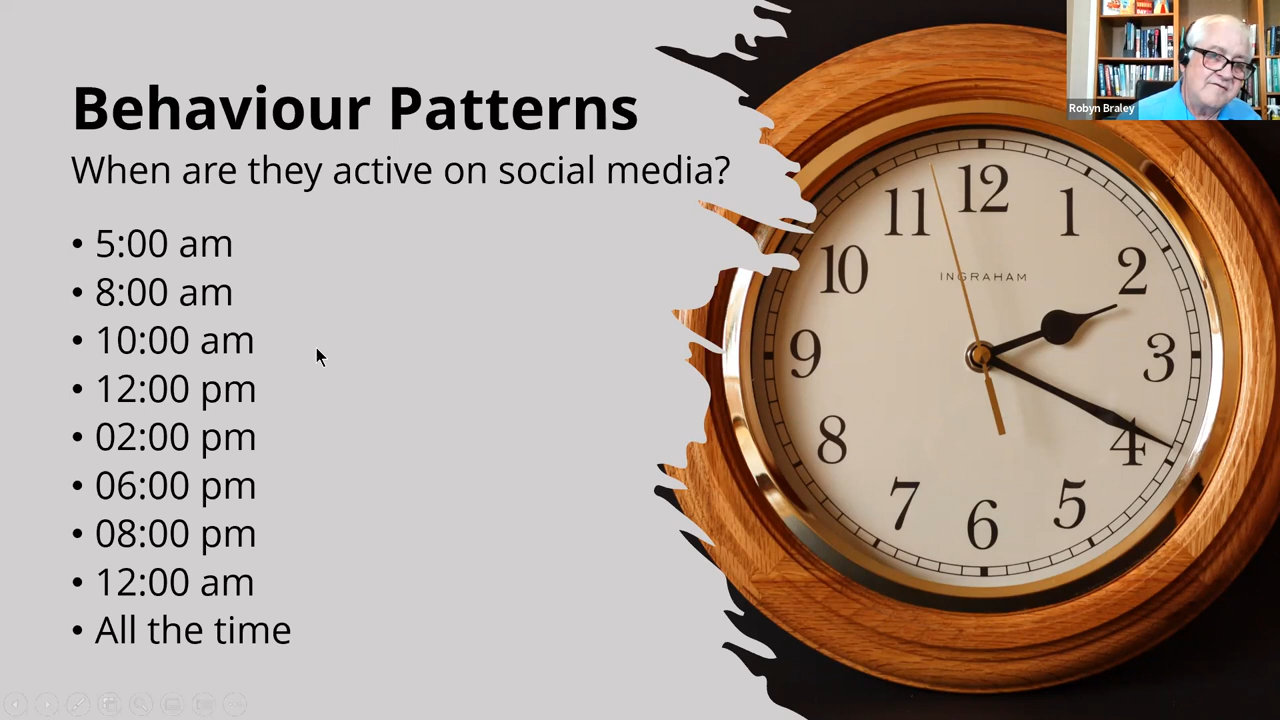 Behaviour Patterns
When are they active on social media?
• 5:00 am
• 8:00 am
• 10:00 am
• 12:00 pm
• 02:00 pm
• 06:00 pm
• 08:00 pm
• 12:00 am
• All the time
Robyn Braley
12
1
2
3
4
5
6
7
8
9
10
11
INGRAHAM